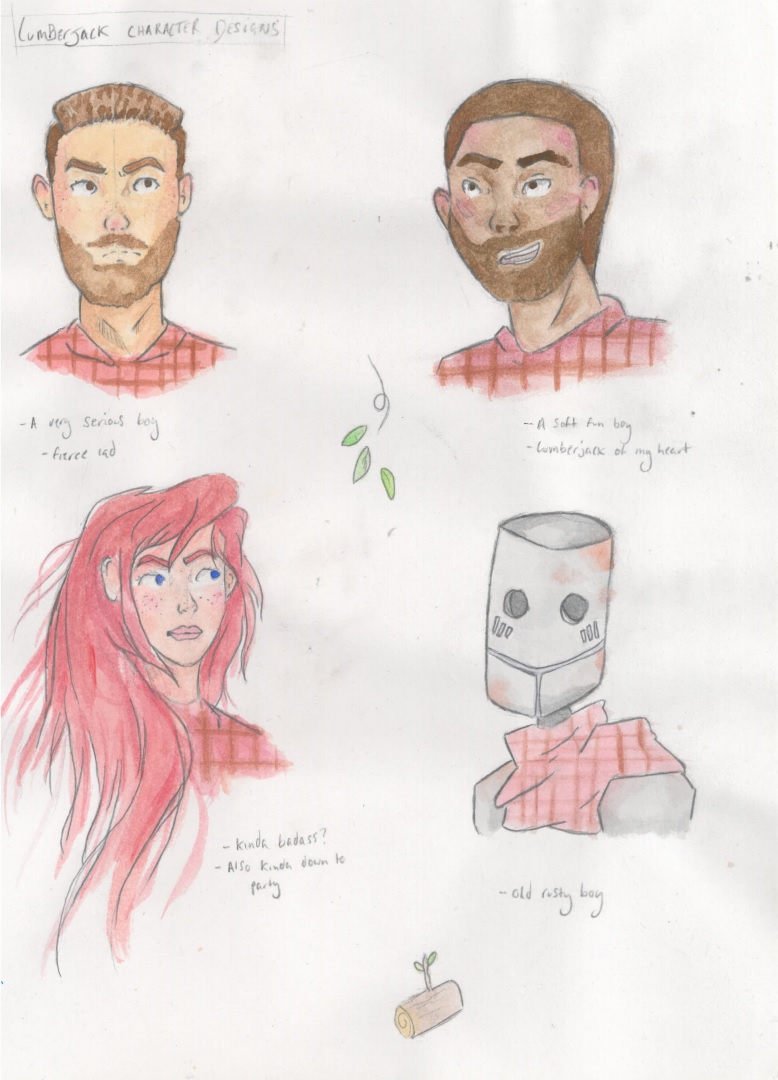 LumBerjACK CHARACTER DESIGNS
- A very serious boy
- fierce lad
- A soft fun boy
- Lumberjack of my heart
- kinda badass?
- Also kinda down to
party
- old rusty boy